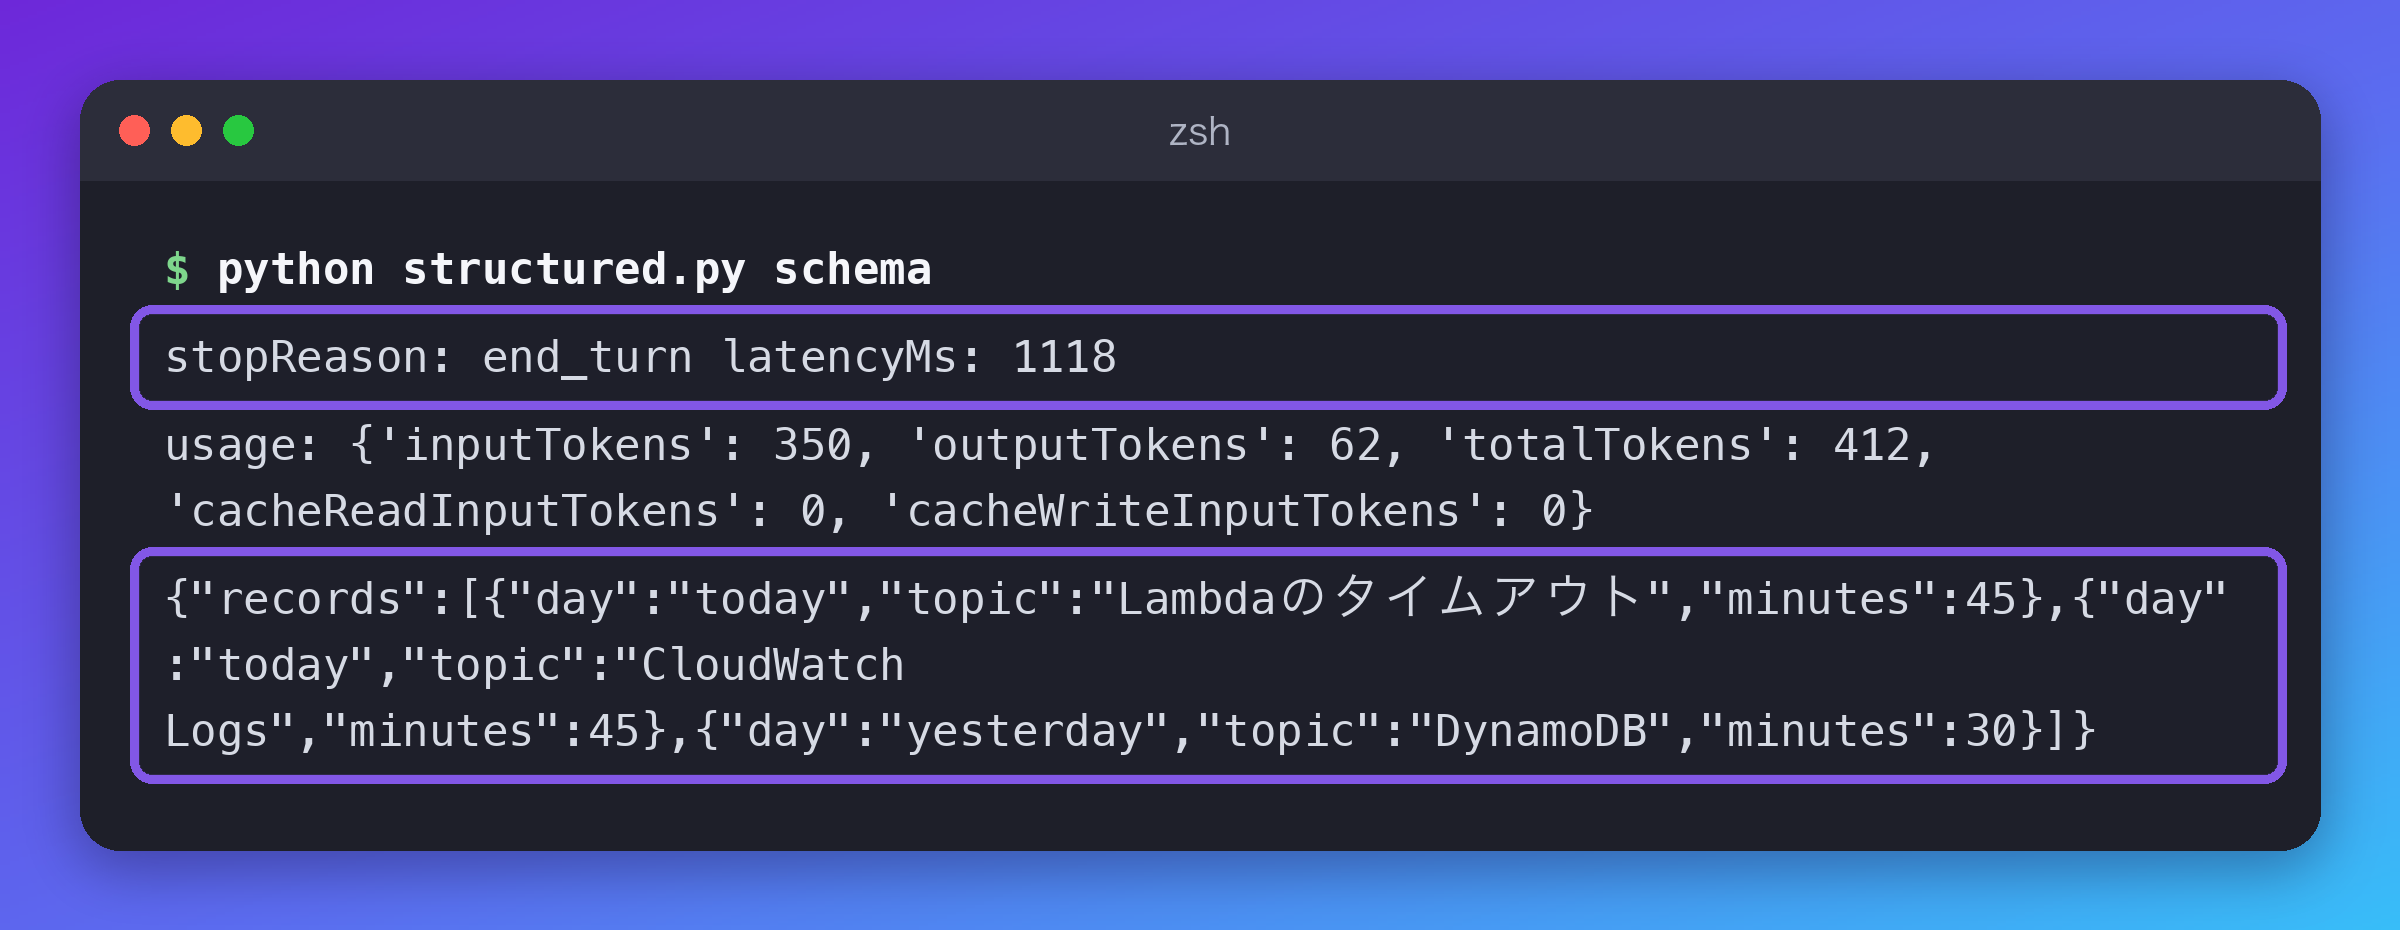 zsh
$ python structured.py schema
stopReason: end_turn latencyMs: 1118
usage: {'inputTokens': 350, 'outputTokens': 62, 'totalTokens': 412,
'cacheReadInputTokens': 0, 'cacheWriteInputTokens': 0}
{"records":[{"day":"today","topic":"Lambdaのタイムアウト","minutes":45},{"day"
:"today","topic":"CloudWatch
Logs","minutes":45},{"day":"yesterday","topic":"DynamoDB","minutes":30}]}